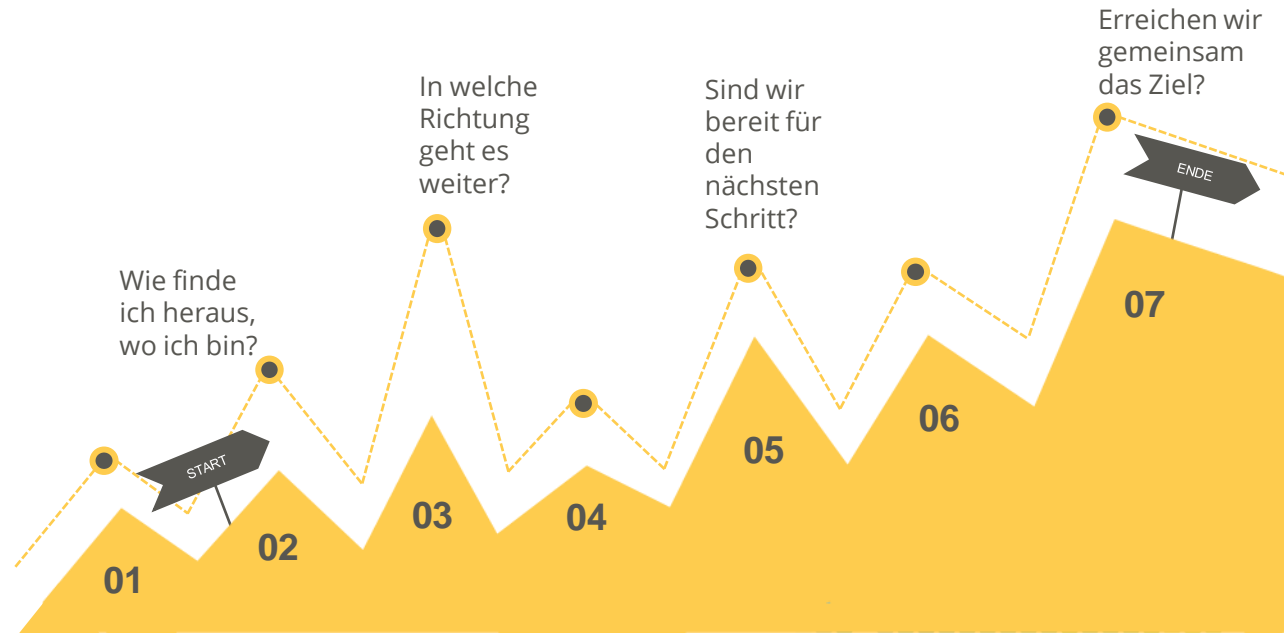 Erreichen wir
gemeinsam
das Ziel?
In welche
Richtung
geht es
weiter?
Sind wir
bereit für
den
nächsten
Schritt?
ENDE
Wie finde
ich heraus,
wo ich bin?
START
01
02
03
04
05
06
07